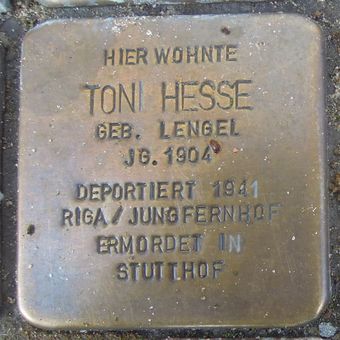 HIER WOHNTE
TONI HESSE
GEB. LENGEL
JG. 1904
DEPORTIERT 1941
RIGA/JUNGFERNHOF
ERMORDET IN
STUTTHOF